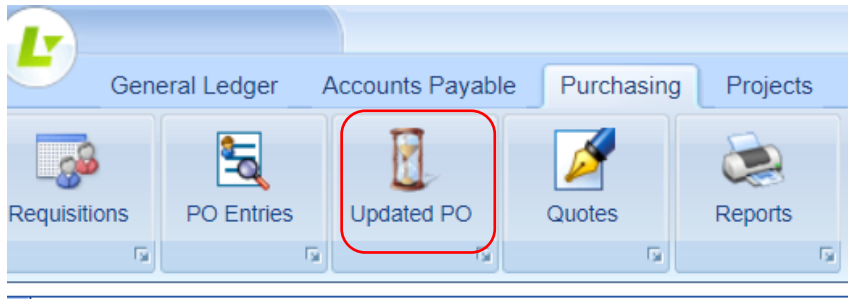 General Ledger Accounts Payable Purchasing Projects
Requisitions PO Entries Updated PO Quotes Reports